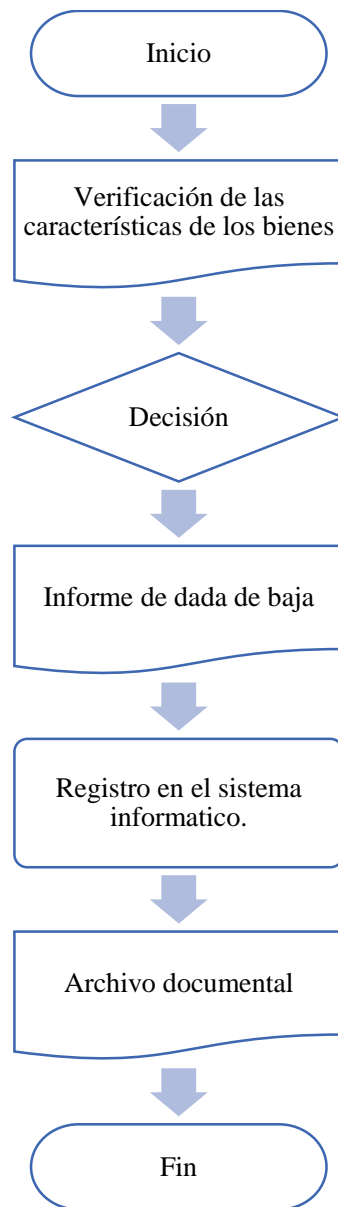 Inicio
Verificación de las
características de los bienes
Decisión
Informe de dada de baja
Registro en el sistema
informatico.
Archivo documental
Fin